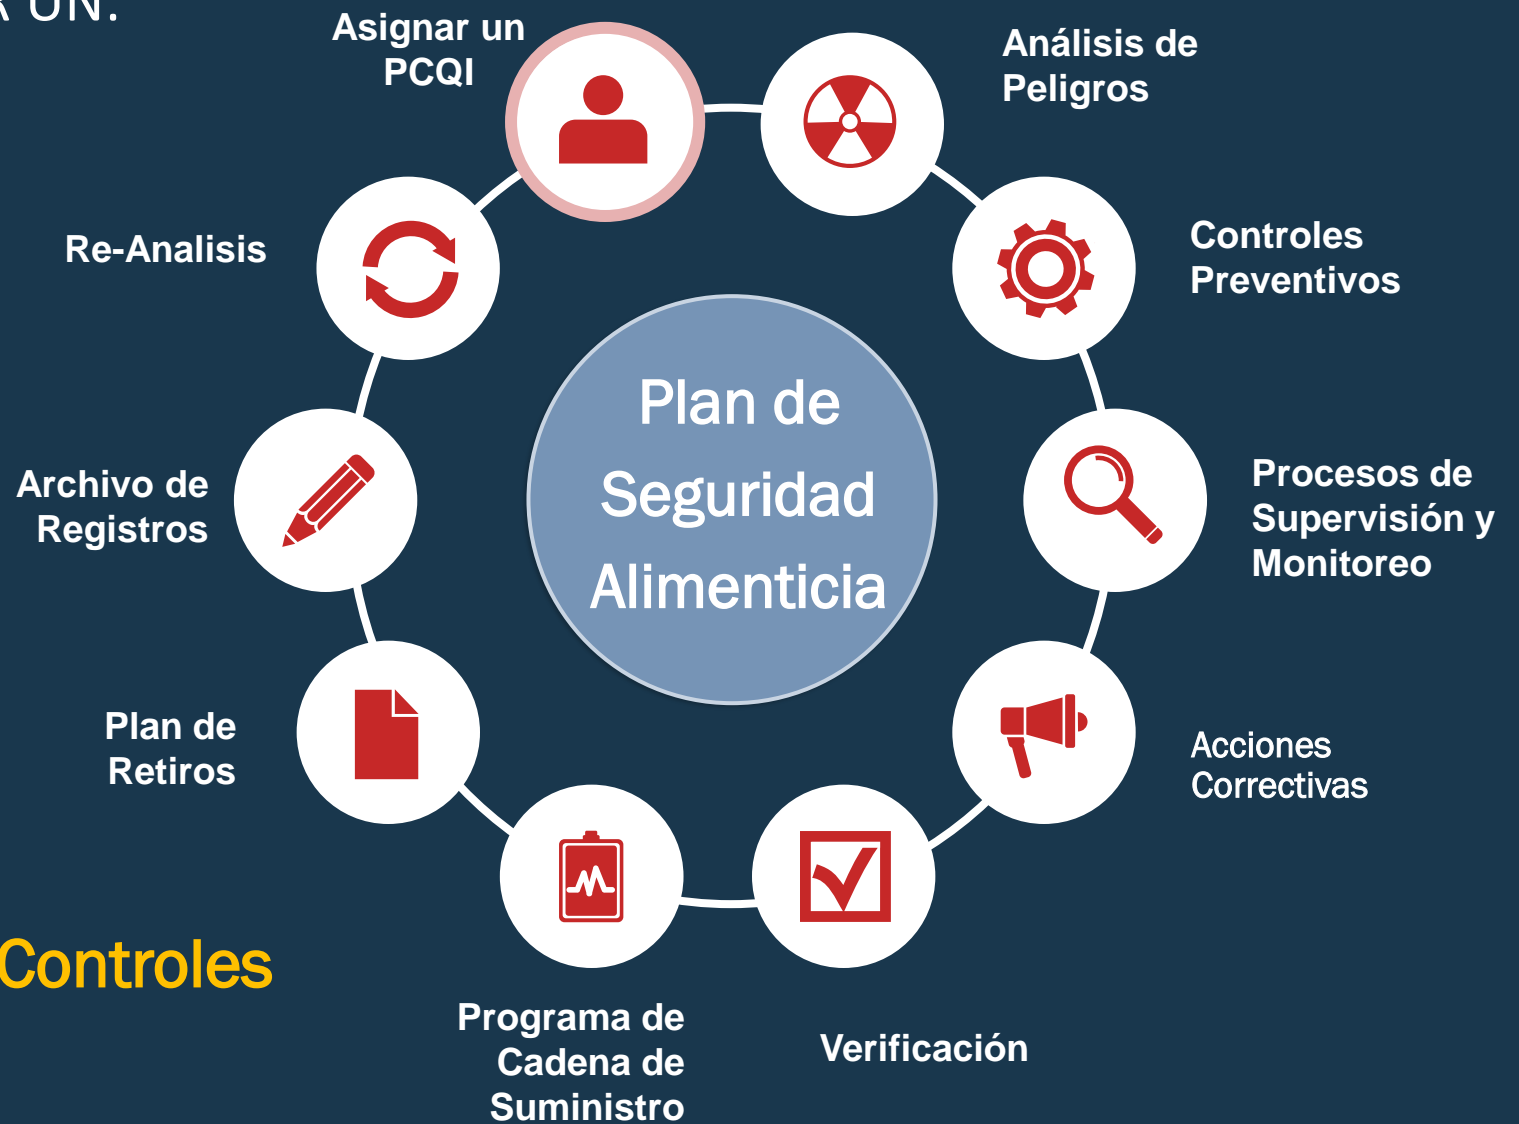 UN:
Asignar un
PCQI
Análisis de
Peligros
Controles
Preventivos
Procesos de
Supervisión y
Monitoreo
Acciones
Correctivas
Verificación
Programa de
Cadena de
Suministro
Plan de
Retiros
Archivo de
Registros
Re-Analisis
Plan de
Seguridad
Alimenticia
Controles